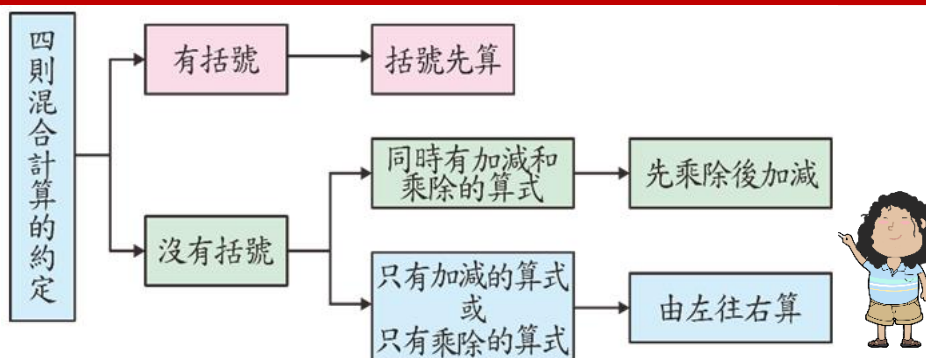 四則混合計算的約定
有括號
括號先算
沒有括號
同時有加減和
乘除的算式
先乘除後加減
只有加減的算式
或
只有乘除的算式
由左往右算